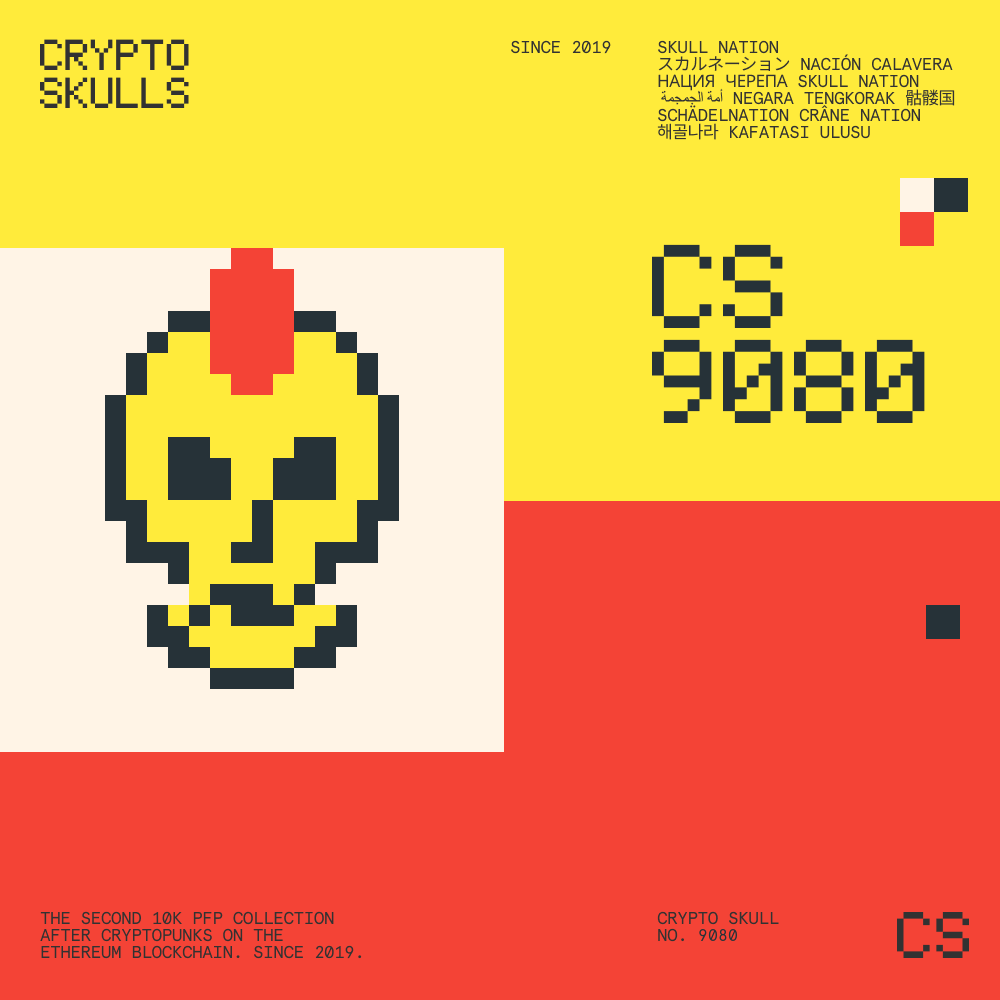 CRYPTO
SKULLS
SINCE 2019
SKULL NATION
スカルネーション NACIÓN CALAVERA
НАЦИЯ ЧЕРЕПА SKULL NATION
أمة الجمجمة NEGARA TENGKORAK 骷髅国
SCHÄDELNATION CRÂNE NATION
해골나라 KAFATASI ULUSU
CS
9080
THE SECOND 10K PFP COLLECTION
AFTER CRYPTOPUNKS ON THE
ETHEREUM BLOCKCHAIN. SINCE 2019.
CRYPTO SKULL
NO. 9080
CS